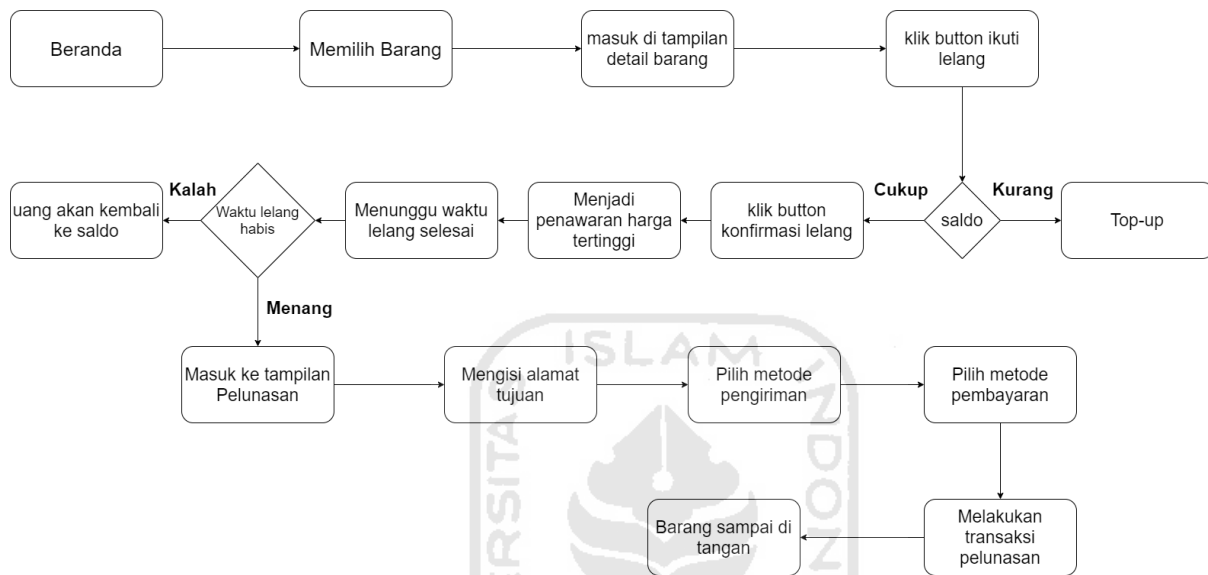 Beranda
Memilih Barang
masuk di tampilan
detail barang
klik button ikuti
lelang
Kalah
Cukup
Kurang
uang akan kembali
ke saldo
Waktu lelang
habis
Menunggu waktu
lelang selesai
Menjadi
penawaran harga
tertinggi
klik button
konfirmasi lelang
saldo
Top-up
Menang
ISLAM
Masuk ke tampilan
Pelunasan
Mengisi alamat
tujuan
Pilih metode
pengiriman
Pilih metode
pembayaran
ERSITAS
INDON
Barang sampai di
tangan
Melakukan
transaksi
pelunasan